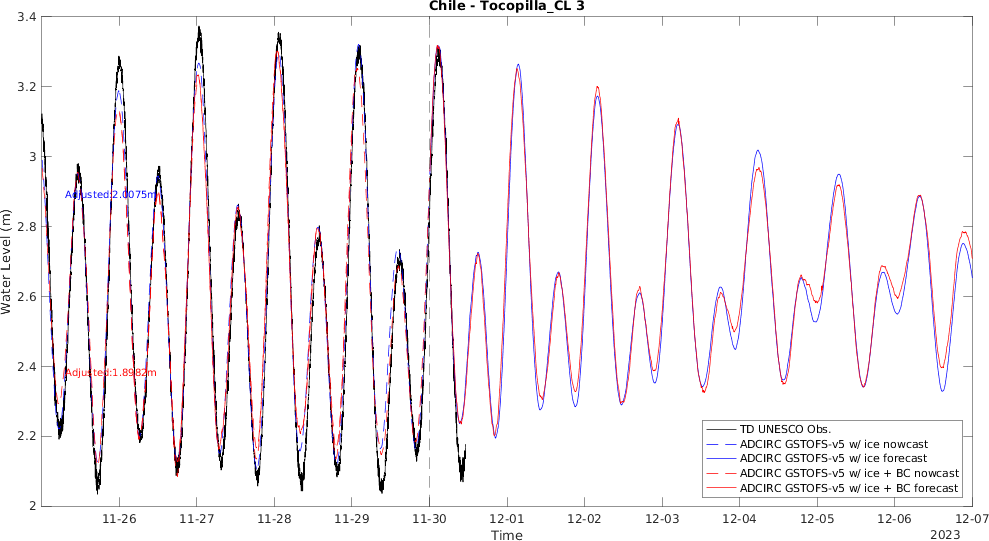 Chile - Tocopilla_CL 3
3.4
3.2
3
2.8
2.6
2.4
2.2
2
Water Level (m)
Adjusted:2.0075m
Adjusted:1.8982m
TD UNESCO Obs.
ADCIRC GSTOFS-v5 w/ ice nowcast
ADCIRC GSTOFS-v5 w/ ice forecast
ADCIRC GSTOFS-v5 w/ ice + BC nowcast
ADCIRC GSTOFS-v5 w/ ice + BC forecast
11-26 11-27 11-28 11-29 11-30 12-01 12-02 12-03 12-04 12-05 12-06 12-07
Time
2023